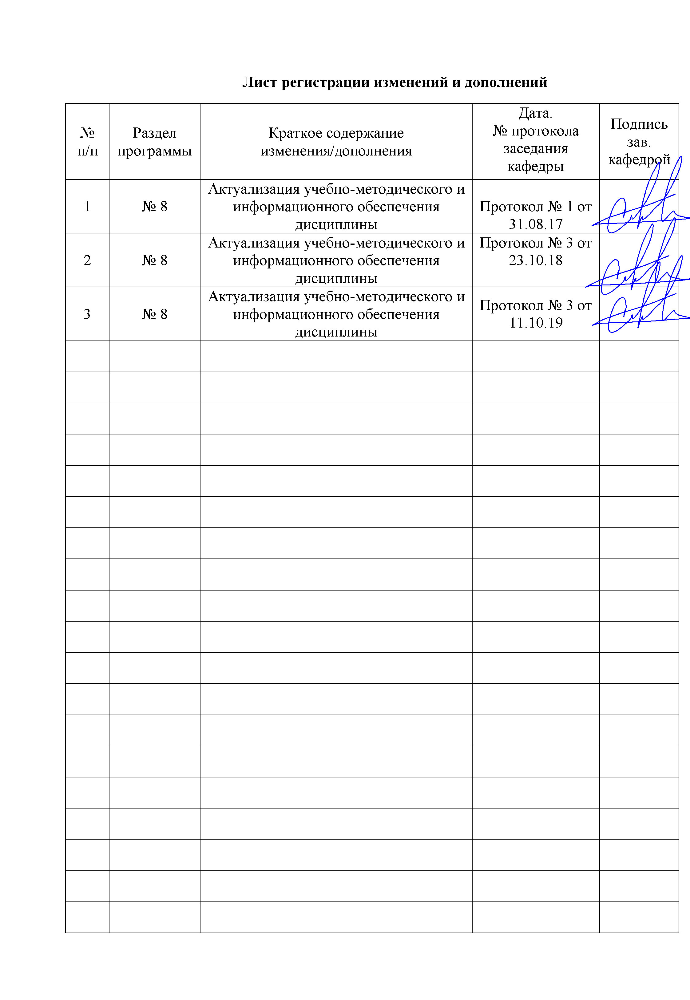 Лист регистрации изменений и дополнений
№
п/п
Раздел
программы
Краткое содержание
изменения/дополнения
Дата.
№ протокола
заседания
кафедры
Подпись
зав.
кафедрой
1
№ 8
Актуализация учебно-методического и
информационного обеспечения
дисциплины
Протокол № 1 от
31.08.17
2
№ 8
Актуализация учебно-методического и
информационного обеспечения
дисциплины
Протокол № 3 от
23.10.18
3
№ 8
Актуализация учебно-методического и
информационного обеспечения
дисциплины
Протокол № 3 от
11.10.19